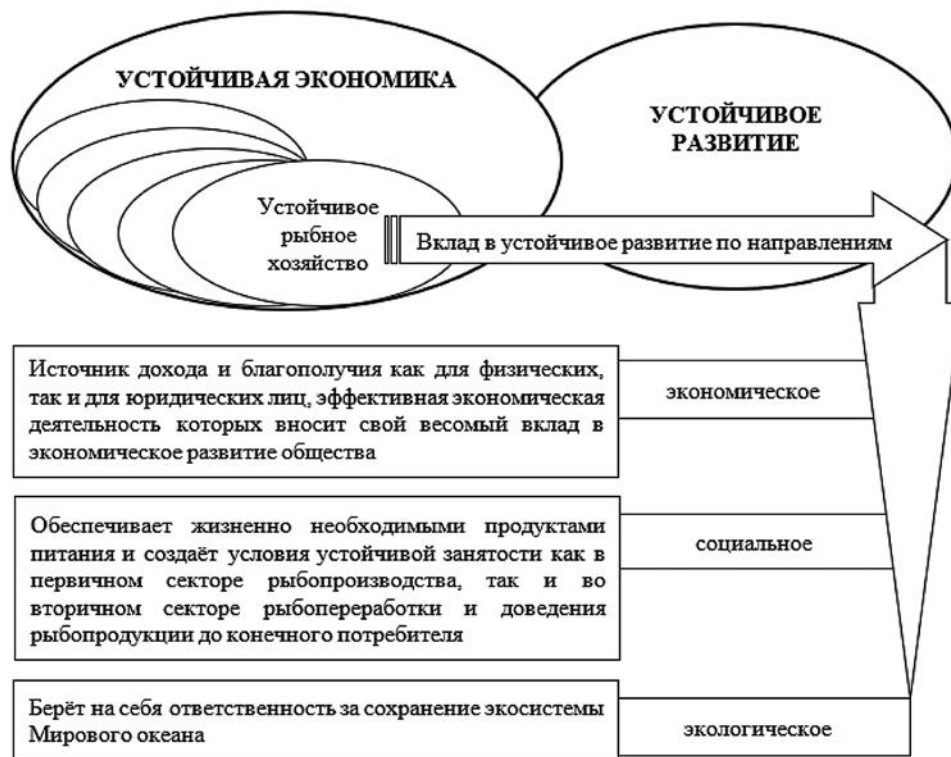 УСТОЙЧИВАЯ ЭКОНОМИКА
УСТОЙЧИВОЕ
РАЗВИТИЕ
Устойчивое
рыбное
хозяйство
Вклад в устойчивое развитие по направлениям
Источник дохода и благополучия как для физических,
так и для юридических лиц, эффективная экономическая
деятельность которых вносит свой весомый вклад в
экономическое развитие общества
экономическое
Обеспечивает жизненно необходимыми продуктами
питания и создаёт условия устойчивой занятости как в
первичном секторе рыбопроизводства, так и во
вторичном секторе рыбопереработки и доведения
рыбопродукции до конечного потребителя
социальное
Берёт на себя ответственность за сохранение экосистемы
Мирового океана
экологическое